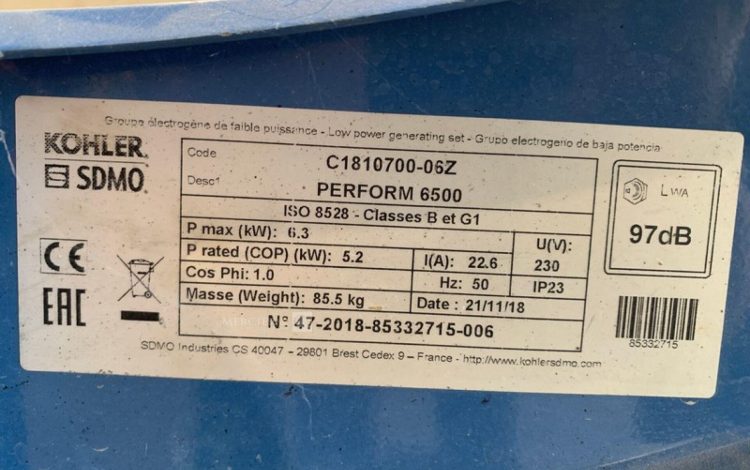 Groupe électrogène de faible puissance - Low power generating set - Grupo electrogeno de baja potencia
KOHLER
SDMO
Code C1810700-06Z
Desc1 PERFORM 6500
ISO 8528 - Classes B et G1
P max (kW): 6.3
P rated (COP) (kW): 5.2
I(A): 22.6
U(V): 230
Cos Phi: 1.0
Hz: 50
IP23
Masse (Weight): 85.5 kg
Date : 21/11/18
N° 47-2018-85332715-006
SDMO Industries CS 40047 - 29801 Brest Cedex 9 - France - http://www.kohlersdmo.com
CE
EAC
LWA
97dB
85332715